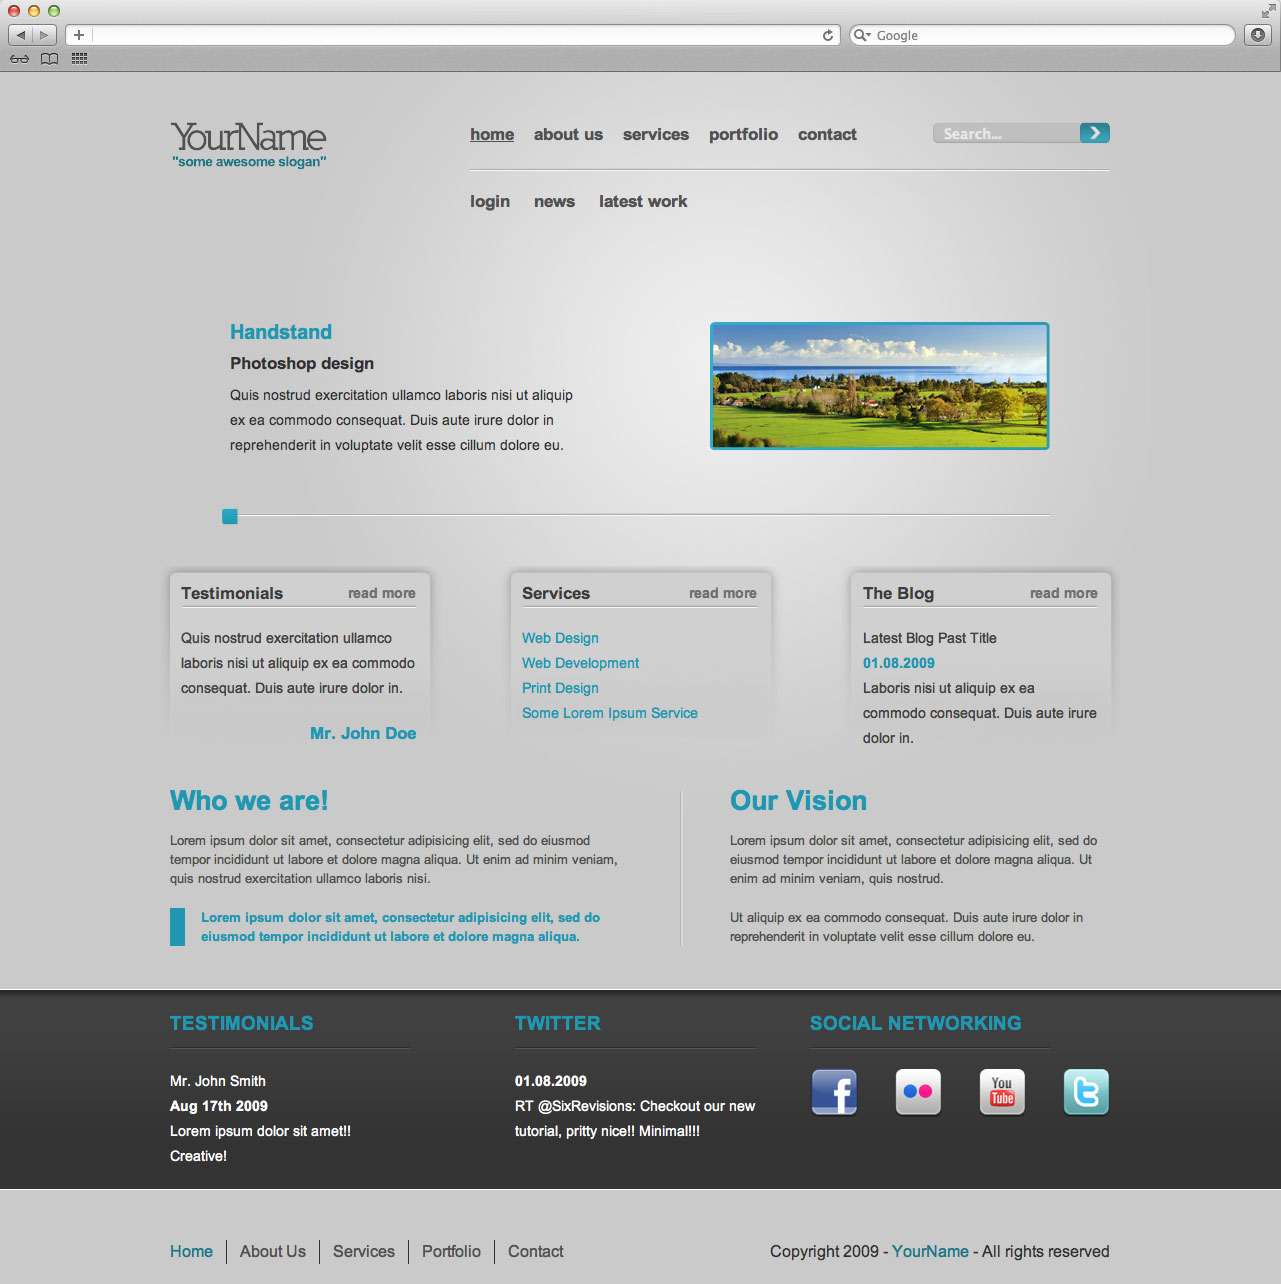 Google
YourName
"some awesome slogan"
home about us services portfolio contact
Search...
login news latest work
Handstand
Photoshop design
Quis nostrud exercitation ullamco laboris nisi ut aliquip
ex ea commodo consequat. Duis aute irure dolor in
reprehenderit in voluptate velit esse cillum dolore eu.
Testimonials read more
Quis nostrud exercitation ullamco
laboris nisi ut aliquip ex ea commodo
consequat. Duis aute irure dolor in.
Mr. John Doe
Services read more
Web Design
Web Development
Print Design
Some Lorem Ipsum Service
The Blog read more
Latest Blog Past Title
01.08.2009
Laboris nisi ut aliquip ex ea
commodo consequat. Duis aute irure
dolor in.
Who we are!
Lorem ipsum dolor sit amet, consectetur adipisicing elit, sed do eiusmod
tempor incididunt ut labore et dolore magna aliqua. Ut enim ad minim veniam,
quis nostrud exercitation ullamco laboris nisi.
Lorem ipsum dolor sit amet, consectetur adipisicing elit, sed do
eiusmod tempor incididunt ut labore et dolore magna aliqua.
Our Vision
Lorem ipsum dolor sit amet, consectetur adipisicing elit, sed do
eiusmod tempor incididunt ut labore et dolore magna aliqua. Ut
enim ad minim veniam, quis nostrud.
Ut aliquip ex ea commodo consequat. Duis aute irure dolor in
reprehenderit in voluptate velit esse cillum dolore eu.
TESTIMONIALS
Mr. John Smith
Aug 17th 2009
Lorem ipsum dolor sit amet!!
Creative!
TWITTER
01.08.2009
RT @SixRevisions: Checkout our new
tutorial, pritty nice!! Minimal!!!
SOCIAL NETWORKING
f
You
Tube
t
Home About Us Services Portfolio Contact
Copyright 2009 - YourName - All rights reserved